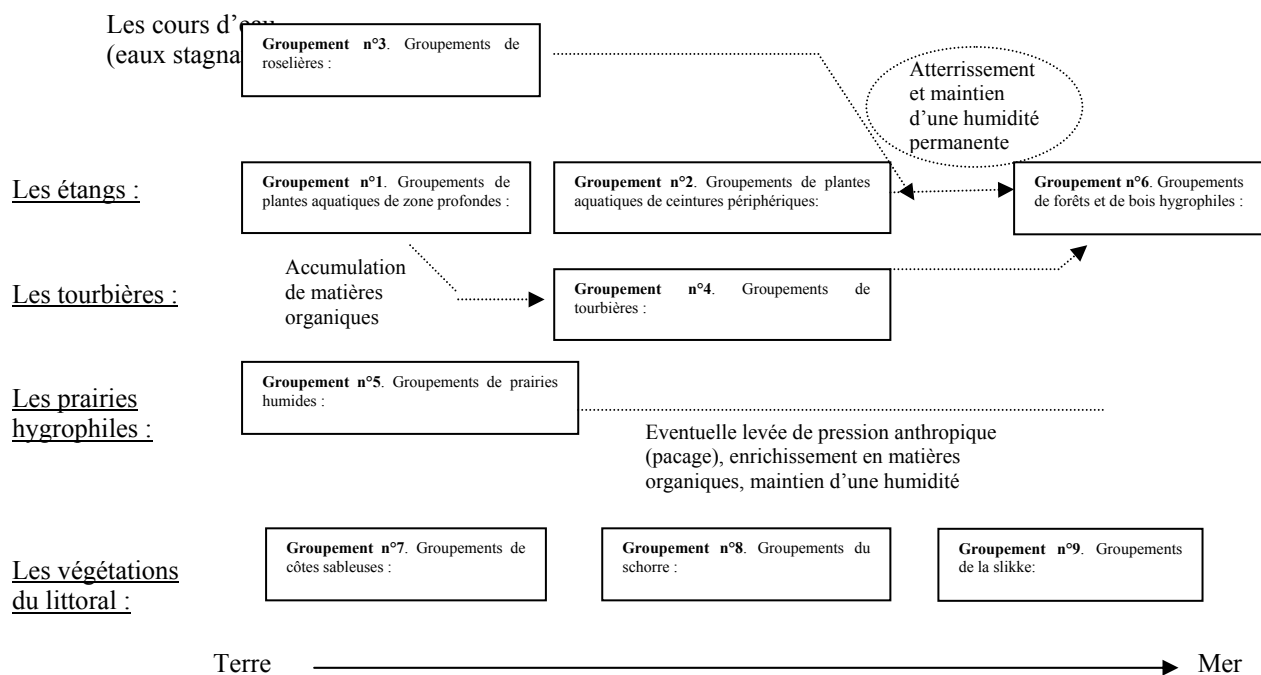 Les cours d'eau
(eaux stagna
Groupement n°3. Groupements de
roselières :
Atterrissement
et maintien
d'une humidité
permanente
Les étangs :
Groupement n°1. Groupements de
plantes aquatiques de zone profondes :
Groupement n°2. Groupements de plantes
aquatiques de ceintures périphériques:
Groupement n°6. Groupements
de forêts et de bois hygrophiles :
Accumulation
de matières
organiques
Les tourbières :
Groupement n°4. Groupements de
tourbières :
Les prairies
hygrophiles :
Groupement n°5. Groupements de prairies
humides :
Eventuelle levée de pression anthropique
(pacage), enrichissement en matières
organiques, maintien d'une humidité
Les végétations
du littoral :
Groupement n°7. Groupements de
côtes sableuses :
Groupement n°8. Groupements du
schorre :
Groupement n°9. Groupements
de la slikke:
Terre
Mer